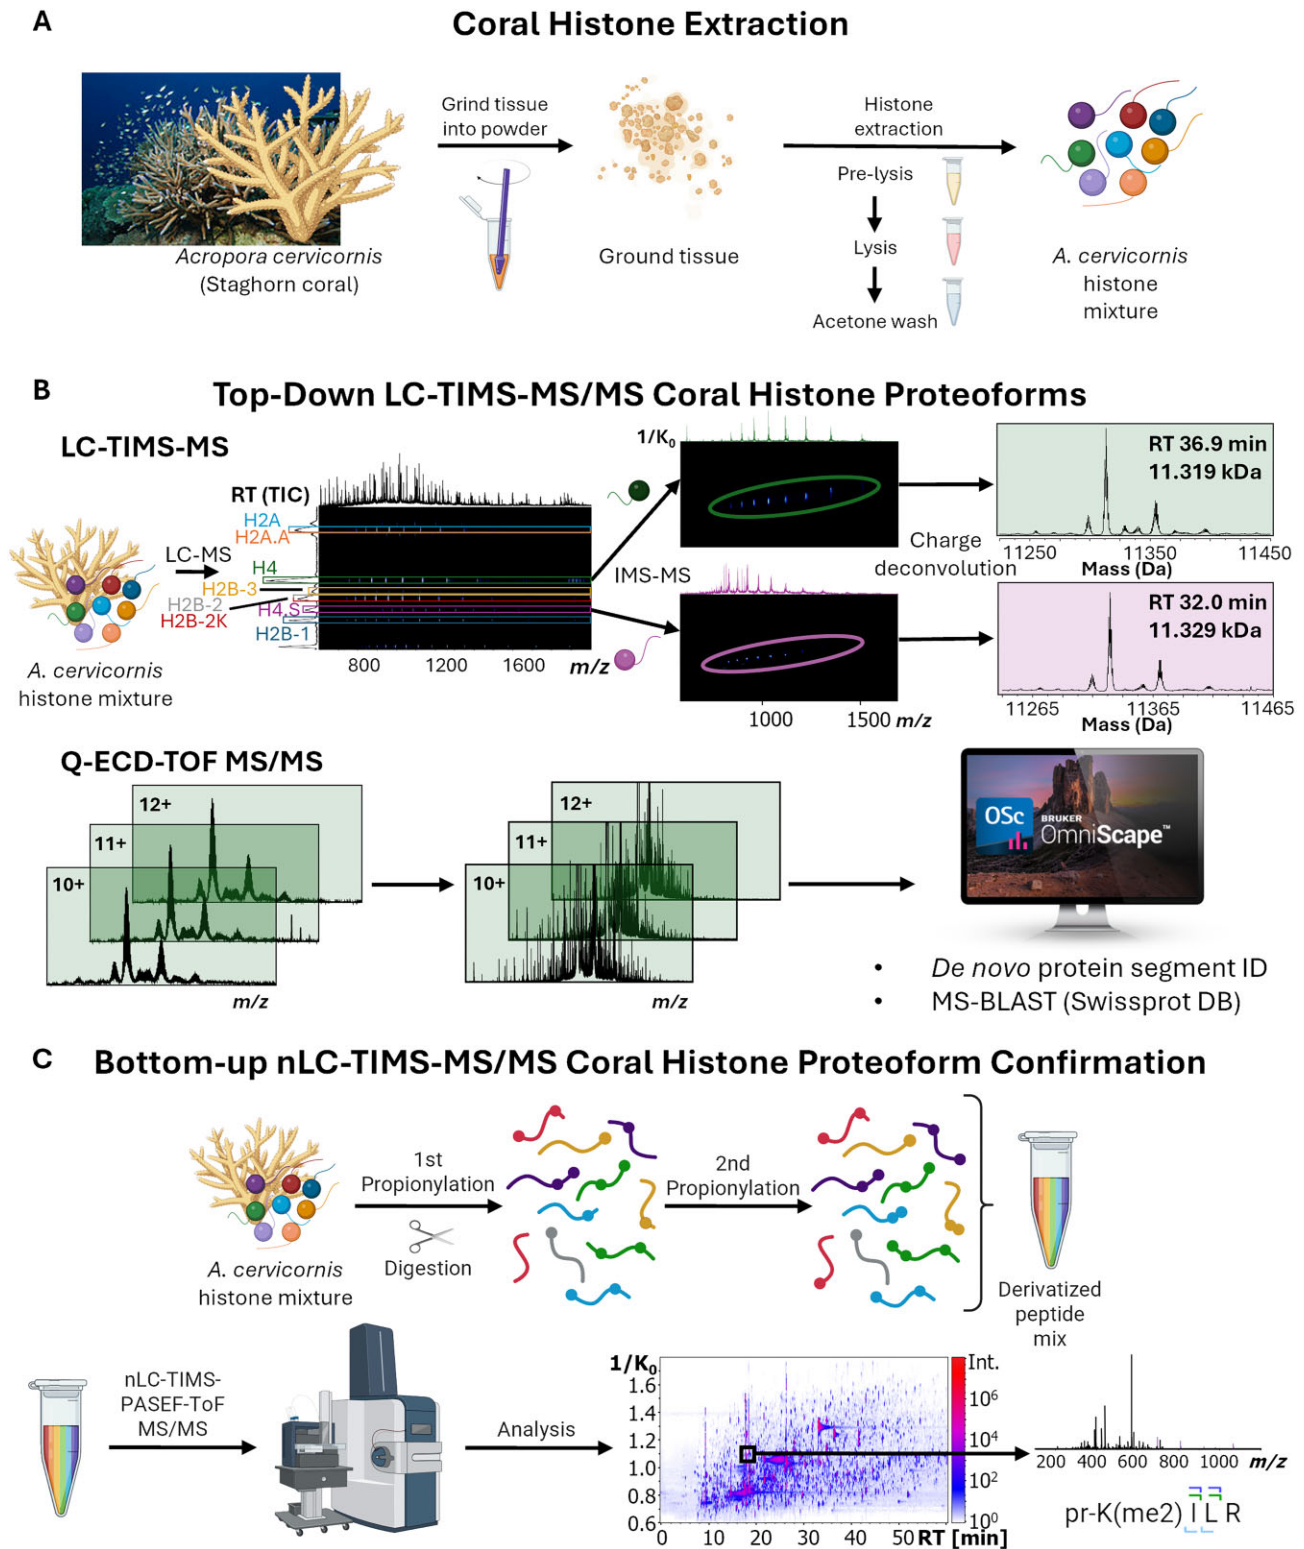 A
Coral Histone Extraction
Grind tissue
into powder
Histone
extraction
Pre-lysis
Lysis
Acetone wash
Acropora cervicornis
(Staghorn coral)
Ground tissue
A. cervicornis
histone
mixture
B
Top-Down LC-TIMS-MS/MS Coral Histone Proteoforms
LC-TIMS-MS
RT (TIC)
H2A
H2A.A
LC-MS
H4
H2B-3
H2B-2
H2B-2K
H4.S
H2B-1
A. cervicornis
histone mixture
800 1200 1600 m/z
1/K0
IMS-MS
1000 1500 m/z
Charge
deconvolution
RT 36.9 min
11.319 kDa
11250 11350 11450
Mass (Da)
RT 32.0 min
11.329 kDa
11265 11365 11465
Mass (Da)
Q-ECD-TOF MS/MS
12+
11+
10+
m/z
12+
11+
10+
m/z
OSc
BRUKER
OmniScape™
• De novo protein segment ID
• MS-BLAST (Swissprot DB)
C
Bottom-up nLC-TIMS-MS/MS Coral Histone Proteoform Confirmation
A. cervicornis
histone mixture
1st
Propionylation
Digestion
2nd
Propionylation
Derivatized
peptide
mix
nLC-TIMS-
PASEF-ToF
MS/MS
Analysis
1/K0
1.6
1.4
1.2
1.0
0.8
0.6
0 10 20 30 40 50 RT [min]
Int.
10^6
10^4
10^2
10^0
200 400 600 800 1000 m/z
pr-K(me2) I L R